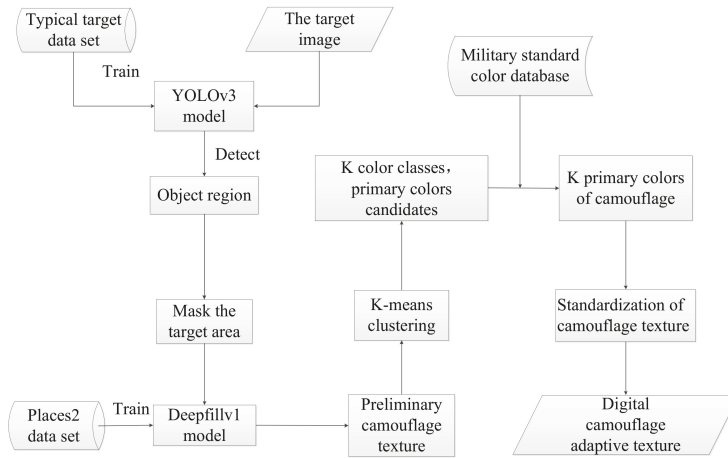 Typical target
data set
The target
image
Train
Military standard
color database
YOLOv3
model
Detect
Object region
K color classes，
primary colors
candidates
K primary colors
of camouflage
Mask the
target area
K-means
clustering
Standardization of
camouflage texture
Places2
data set
Train
Deepfillv1
model
Preliminary
camouflage
texture
Digital
camouflage
adaptive texture